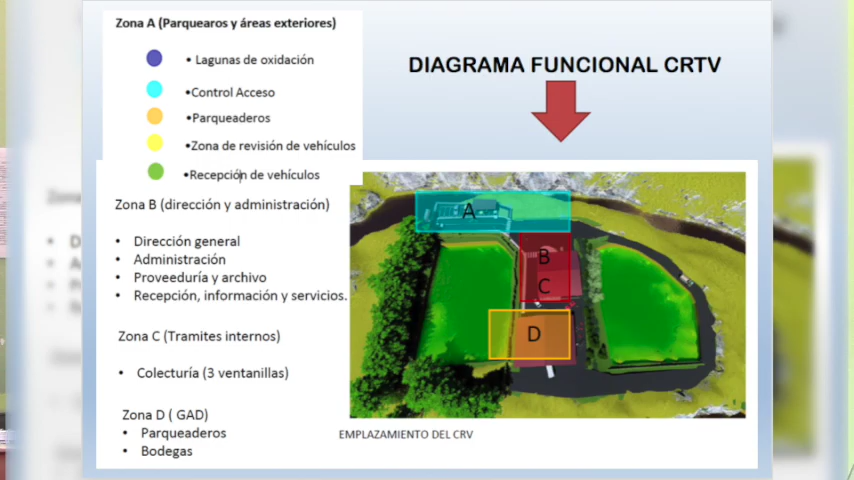 Zona A (Parquearos y áreas exteriores)
• Lagunas de oxidación
•Control Acceso
•Parqueaderos
•Zona de revisión de vehículos
•Recepción de vehículos
Zona B (dirección y administración)
• Dirección general
• Administración
• Proveeduría y archivo
• Recepción, información y servicios.
Zona C (Tramites internos)
• Colecturía (3 ventanillas)
Zona D ( GAD)
• Parqueaderos
• Bodegas
DIAGRAMA FUNCIONAL CRTV
A
B
C
D
EMPLAZAMIENTO DEL CRV